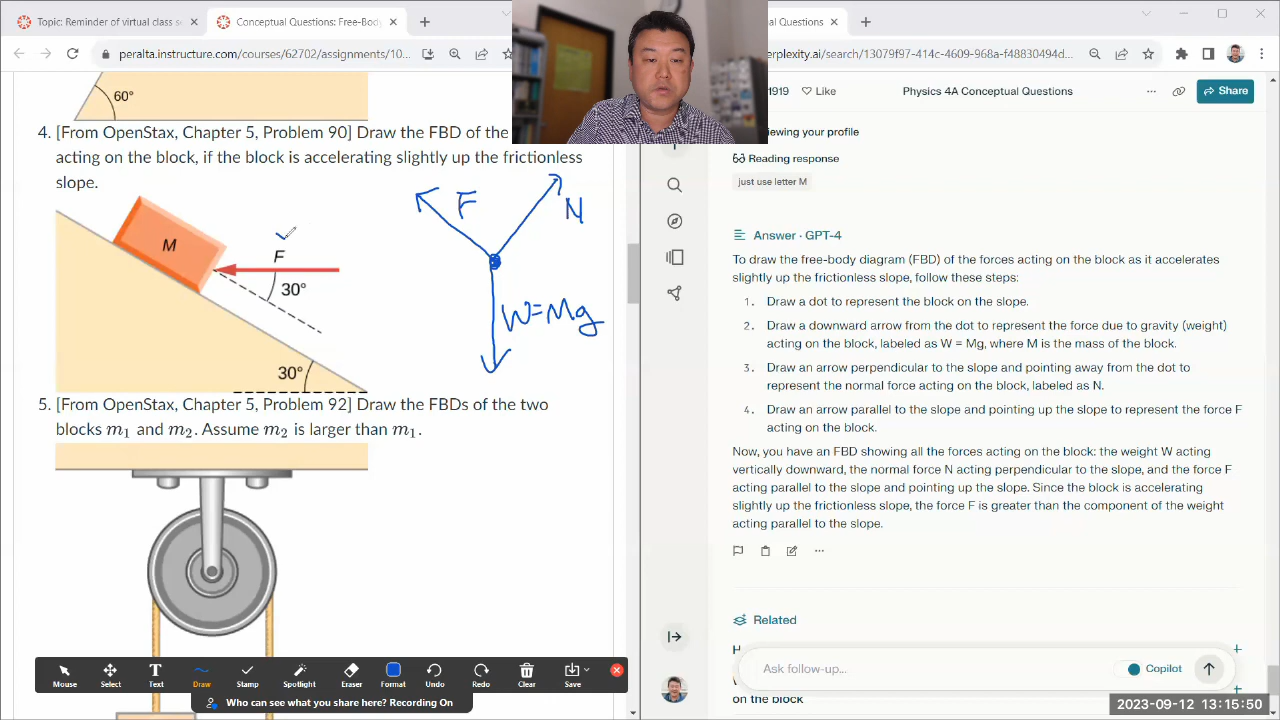 Topic: Reminder of virtual class s
Conceptual Questions: Free-Body
al Questions
peralta.instructure.com/courses/62702/assignments/10...
erplexity.ai/search/13079f97-414c-4609-968a-f48830494d...
60°
4. [From OpenStax, Chapter 5, Problem 90] Draw the FBD of the
acting on the block, if the block is accelerating slightly up the frictionless
slope.
M
F
30°
30°
F
N
W=Mg
5. [From OpenStax, Chapter 5, Problem 92] Draw the FBDs of the two
blocks m1 and m2. Assume m2 is larger than m1.
Mouse
Select
Text
Draw
Stamp
Spotlight
Eraser
Format
Undo
Redo
Clear
Save
Who can see what you share here? Recording On
1919
Like
Physics 4A Conceptual Questions
Share
iewing your profile
Reading response
just use letter M
Answer · GPT-4
To draw the free-body diagram (FBD) of the forces acting on the block as it accelerates
slightly up the frictionless slope, follow these steps:
1. Draw a dot to represent the block on the slope.
2. Draw a downward arrow from the dot to represent the force due to gravity (weight)
acting on the block, labeled as W = Mg, where M is the mass of the block.
3. Draw an arrow perpendicular to the slope and pointing away from the dot to
represent the normal force acting on the block, labeled as N.
4. Draw an arrow parallel to the slope and pointing up the slope to represent the force F
acting on the block.
Now, you have an FBD showing all the forces acting on the block: the weight W acting
vertically downward, the normal force N acting perpendicular to the slope, and the force F
acting parallel to the slope and pointing up the slope. Since the block is accelerating
slightly up the frictionless slope, the force F is greater than the component of the weight
acting parallel to the slope.
Related
Ask follow-up...
Copilot
on the block
2023-09-12 13:15:50